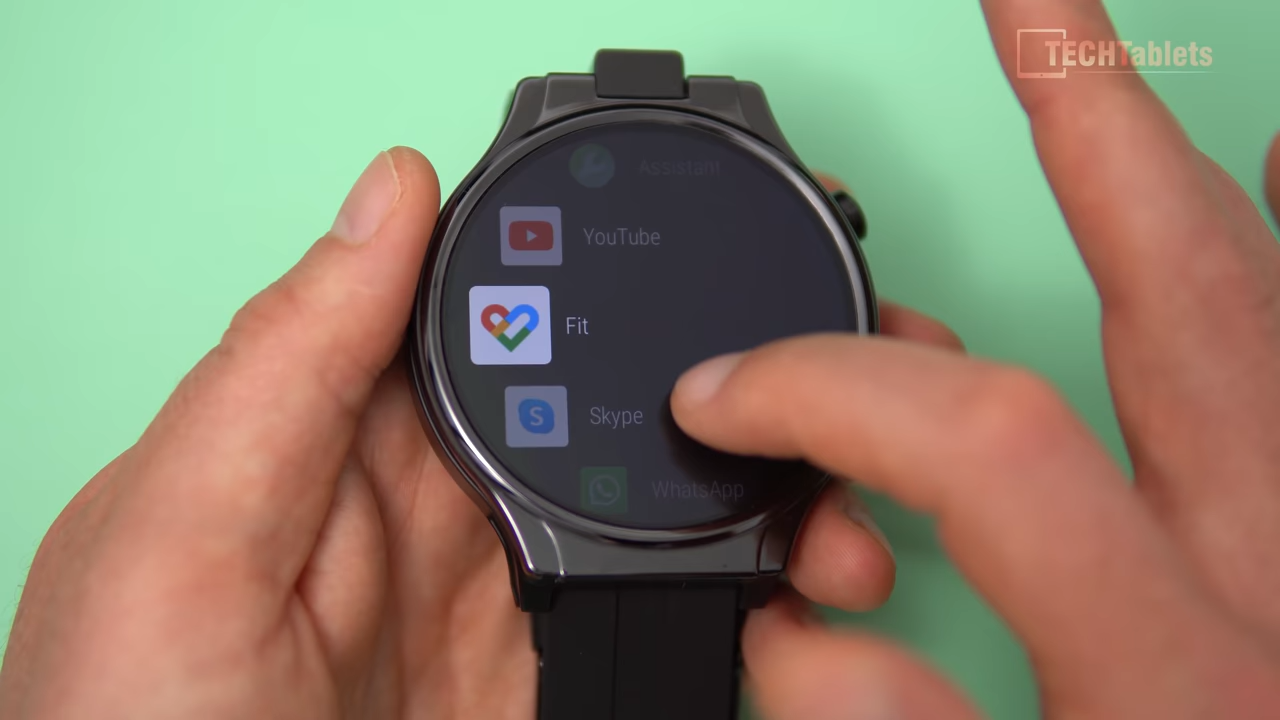 TECHTablets
Assistant
YouTube
Fit
S
Skype
WhatsApp